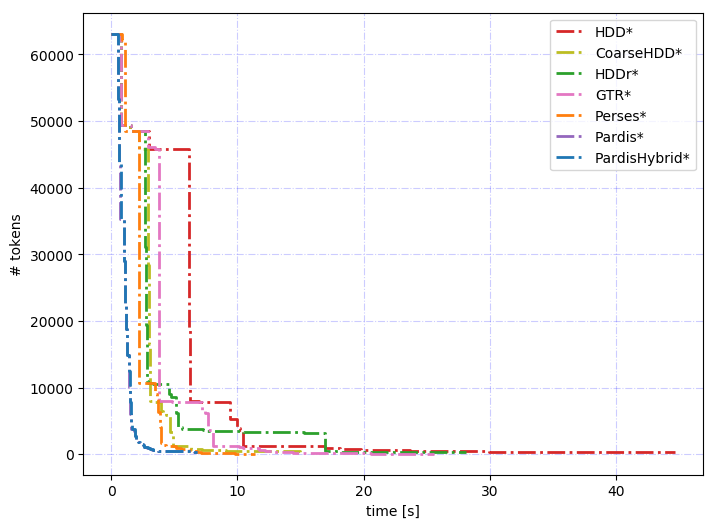 HDD*
CoarseHDD*
HDDr*
GTR*
Perses*
Pardis*
PardisHybrid*
# tokens
60000
50000
40000
30000
20000
10000
0
0 10 20 30 40
time [s]